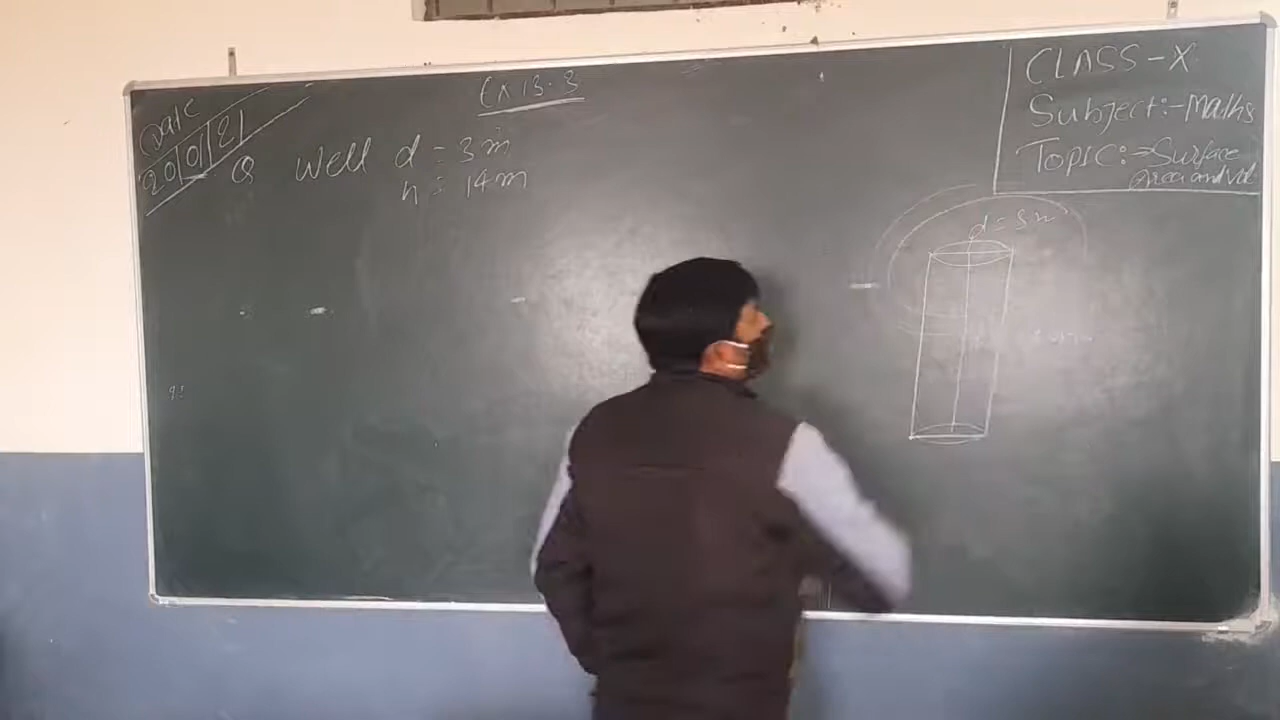 Date
20/01/21
Ex 13.3
Q Well d = 3m
h = 14m
CLASS-X
Subject:-Maths
Topic:→Surface
area and Vol
d = 3m